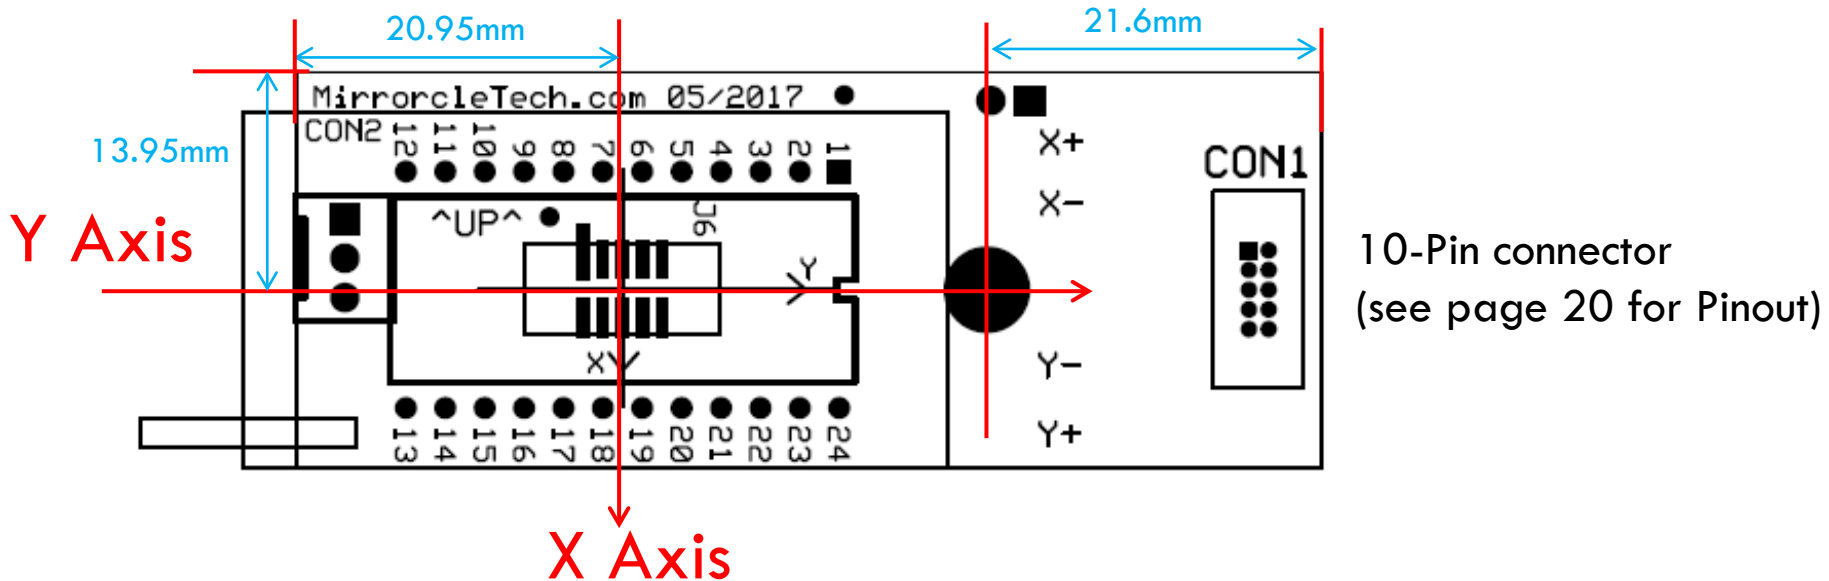 20.95mm
21.6mm
MirrorcleTech.com 05/2017
13.95mm
CON2
12 11 10 9 8 7 6 5 4 3 2 1
X+
CON1
X-
^UP^
J6
Y Axis
Y
10-Pin connector
(see page 20 for Pinout)
X
Y-
Y+
13 14 15 16 17 18 19 20 21 22 23 24
X Axis